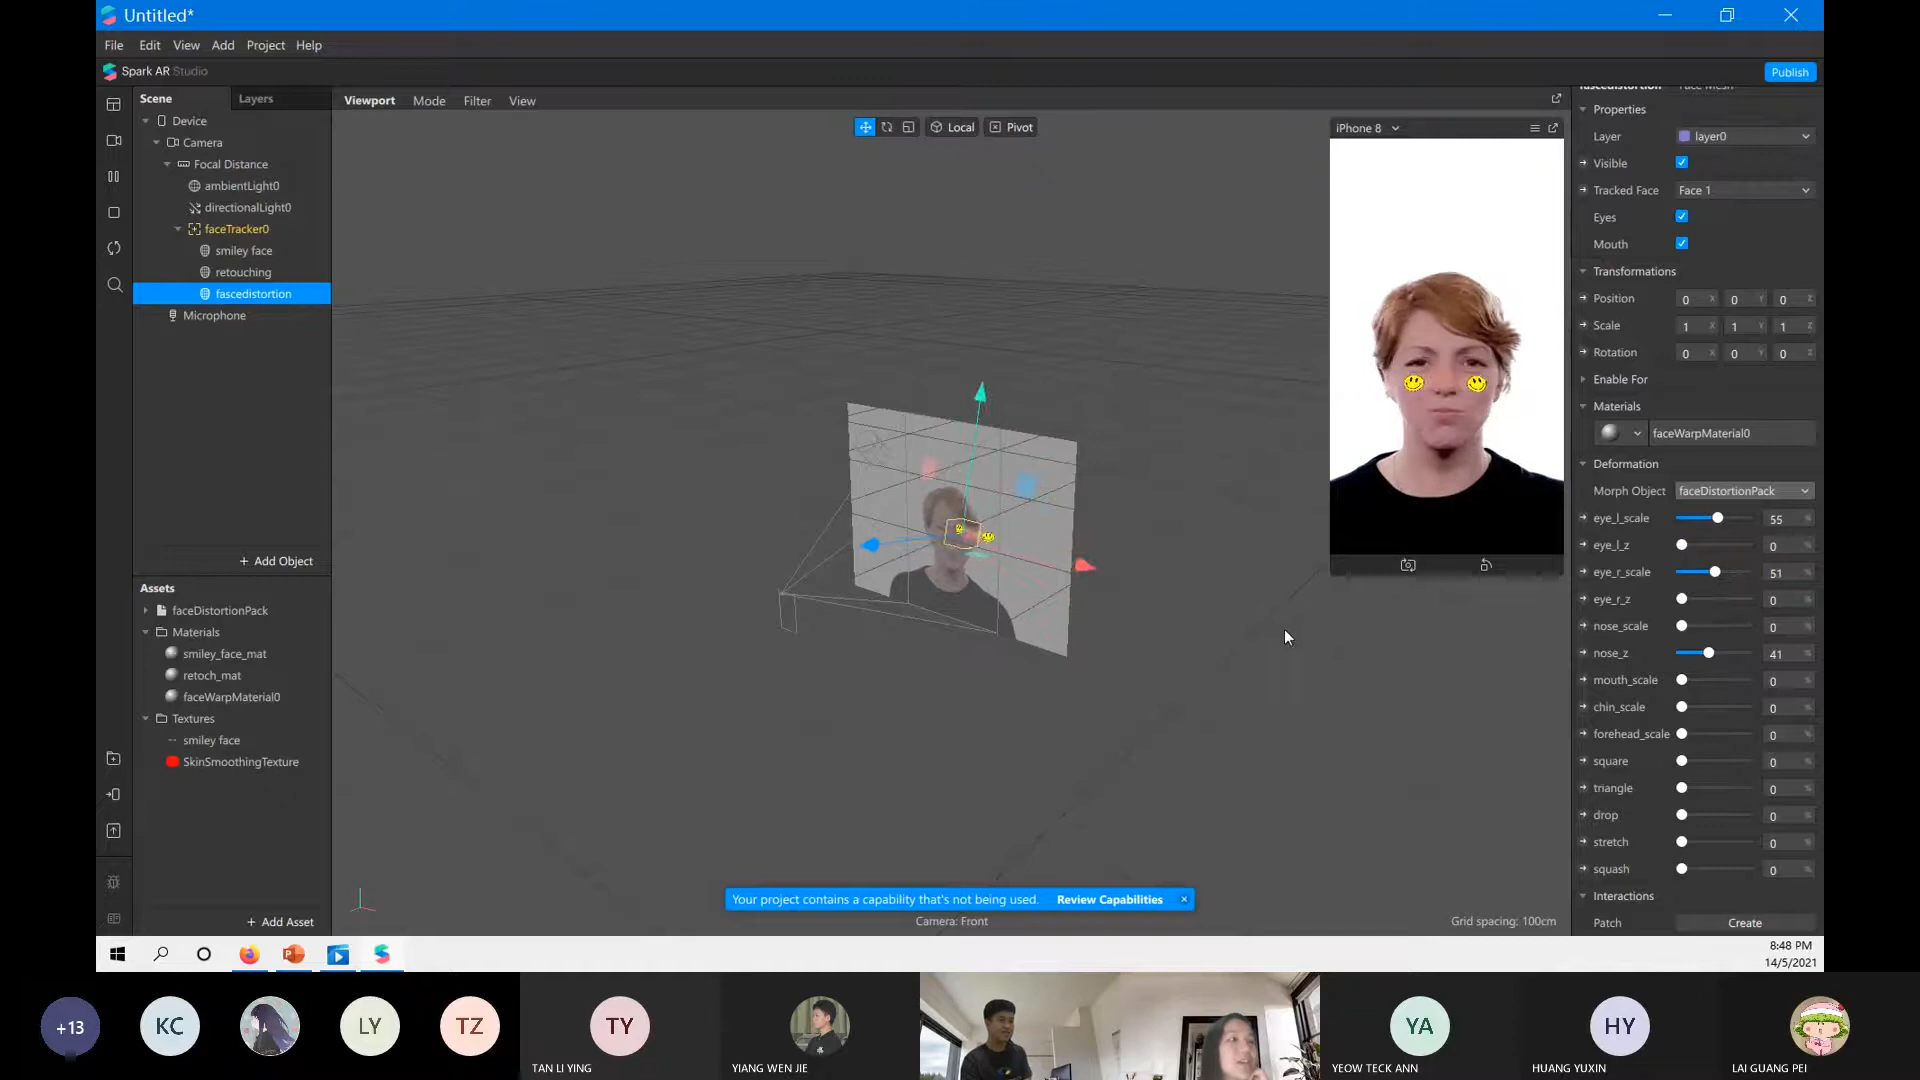 Untitled*
File Edit View Add Project Help
Spark AR Studio
Publish
Scene Layers
Device
Camera
Focal Distance
ambientLight0
directionalLight0
faceTracker0
smiley face
retouching
fascedistortion
Microphone
+ Add Object
Assets
faceDistortionPack
Materials
smiley_face_mat
retoch_mat
faceWarpMaterial0
Textures
smiley face
SkinSmoothingTexture
+ Add Asset
Viewport Mode Filter View
Local Pivot
iPhone 8
Your project contains a capability that's not being used. Review Capabilities ×
Camera: Front
Grid spacing: 100cm
fascedistortion Face Mesh
Properties
Layer layer0
Visible
Tracked Face Face 1
Eyes
Mouth
Transformations
Position 0 X 0 Y 0 Z
Scale 1 X 1 Y 1 Z
Rotation 0 X 0 Y 0 Z
Enable For
Materials
faceWarpMaterial0
Deformation
Morph Object faceDistortionPack
eye_l_scale 55 %
eye_l_z 0 %
eye_r_scale 51 %
eye_r_z 0 %
nose_scale 0 %
nose_z 41 %
mouth_scale 0 %
chin_scale 0 %
forehead_scale 0 %
square 0 %
triangle 0 %
drop 0 %
stretch 0 %
squash 0 %
Interactions
Patch Create
8:48 PM
14/5/2021
+13
KC
LY
TZ
TY
TAN LI YING
YIANG WEN JIE
YA
YEOW TECK ANN
HY
HUANG YUXIN
LAI GUANG PEI